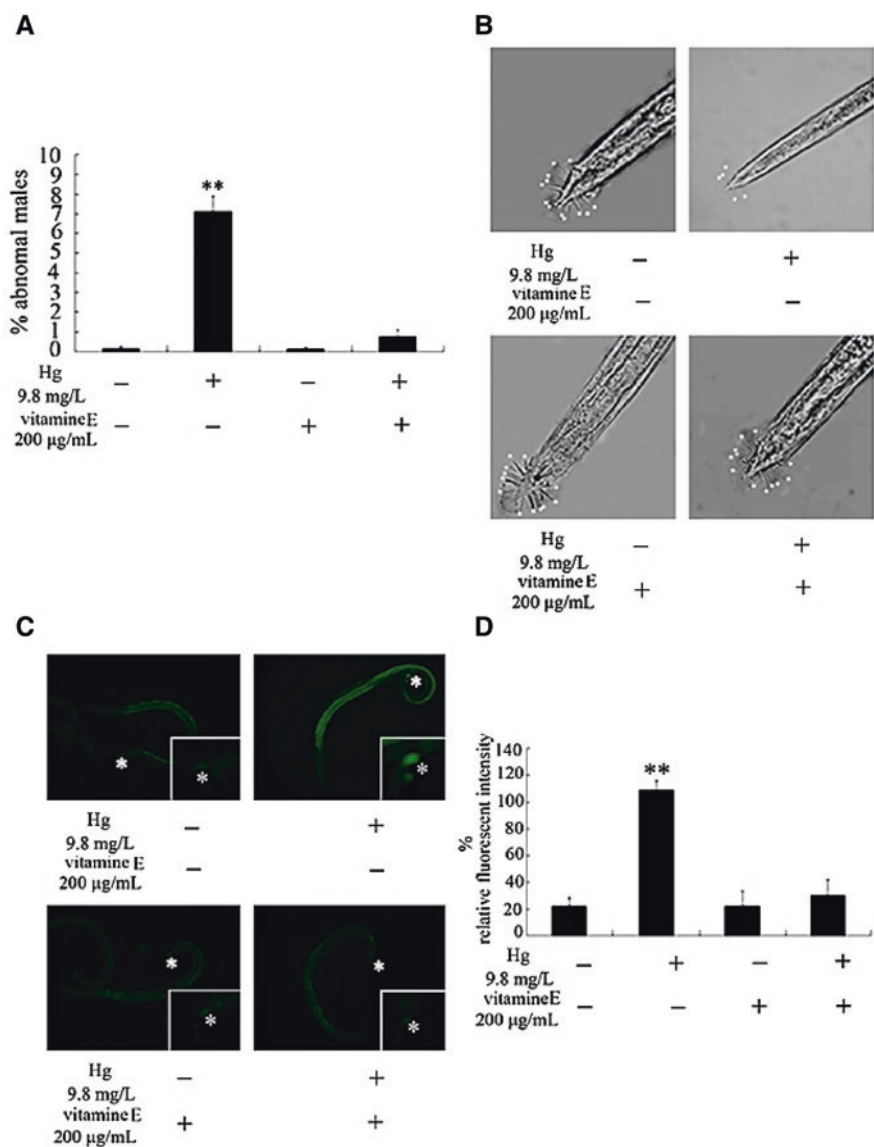 A
10
9
8
7
6
5
4
3
2
1
0
% abnomal males
**
Hg − + − +
9.8 mg/L
vitamine E − − + +
200 μg/mL
B
Hg − +
9.8 mg/L
vitamine E − −
200 μg/mL
Hg − +
9.8 mg/L
vitamine E + +
200 μg/mL
C
* *
* *
Hg − +
9.8 mg/L
vitamine E − −
200 μg/mL
* *
* *
Hg − +
9.8 mg/L
vitamine E + +
200 μg/mL
D
140
120
100
80
60
40
20
0
%
relative fluorescent intensity
**
Hg − + − +
9.8 mg/L
vitamine E − − + +
200 μg/mL